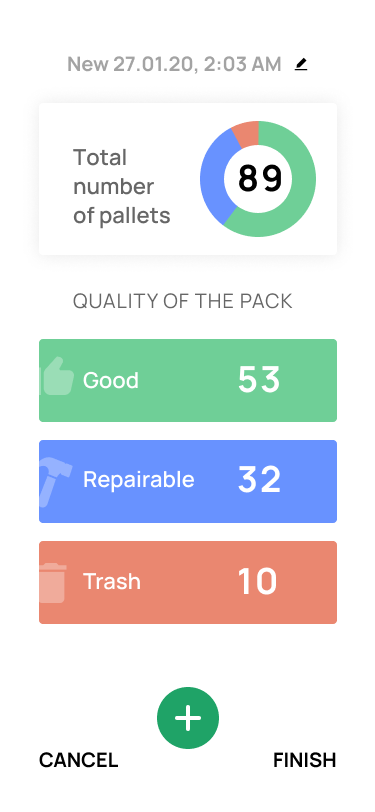 New 27.01.20, 2:03 AM
Total
number
of pallets
89
QUALITY OF THE PACK
Good 53
Repairable 32
Trash 10
CANCEL FINISH